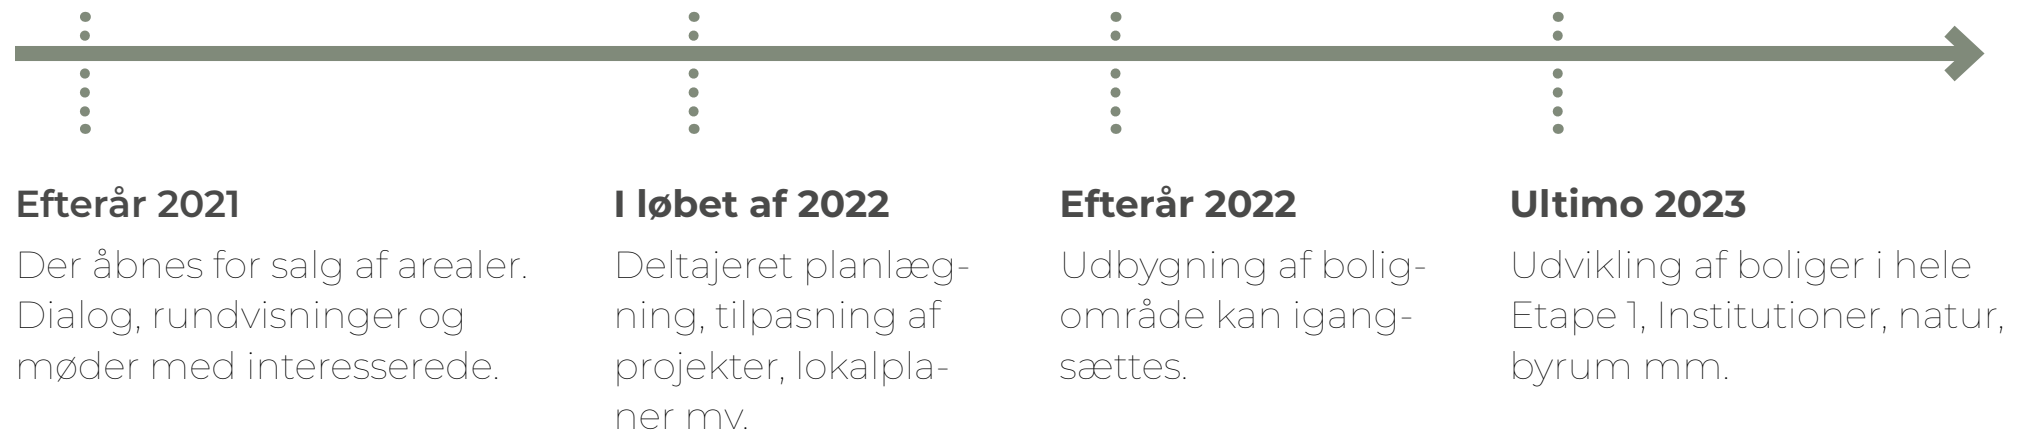 Efterår 2021
Der åbnes for salg af arealer.
Dialog, rundvisninger og
møder med interesserede.
I løbet af 2022
Deltajeret planlæg-
ning, tilpasning af
projekter, lokalpla-
ner mv.
Efterår 2022
Udbygning af bolig-
område kan igang-
sættes.
Ultimo 2023
Udvikling af boliger i hele
Etape 1, Institutioner, natur,
byrum mm.